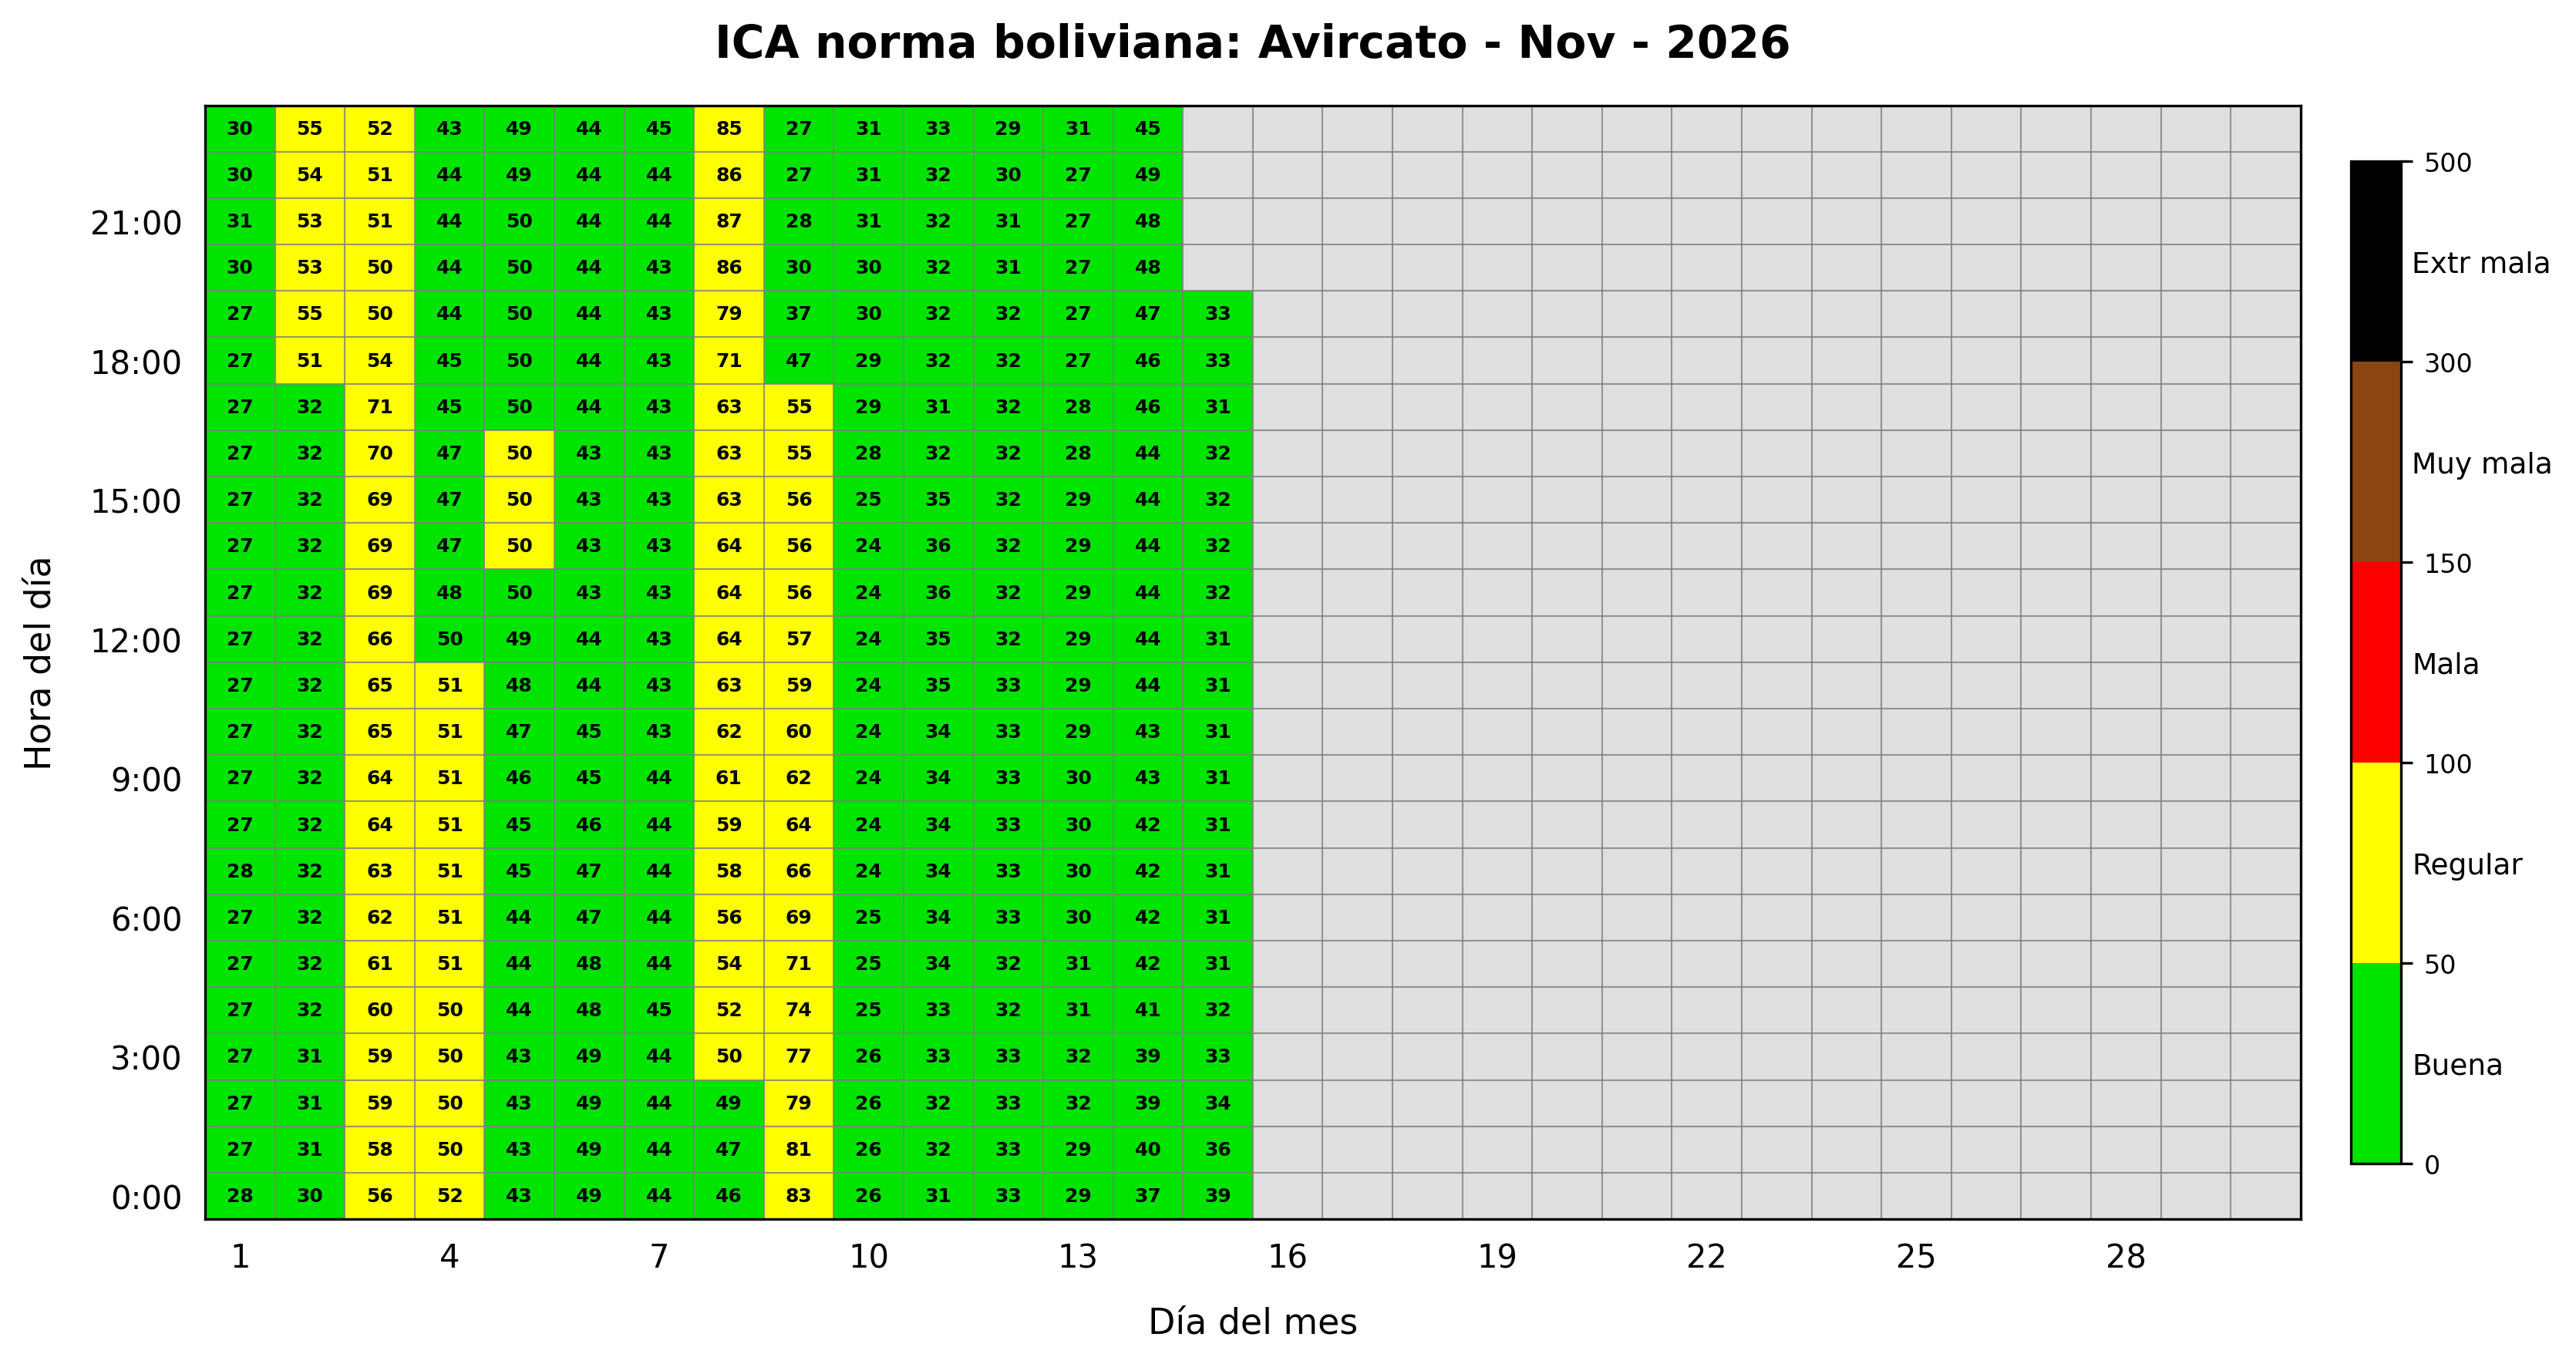 ICA norma boliviana: Avircato - Nov - 2026
30 55 52 43 49 44 45 85 27 31 33 29 31 45
30 54 51 44 49 44 44 86 27 31 32 30 27 49
21:00 31 53 51 44 50 44 44 87 28 31 32 31 27 48
30 53 50 44 50 44 43 86 30 30 32 31 27 48
27 55 50 44 50 44 43 79 37 30 32 32 27 47 33
18:00 27 51 54 45 50 44 43 71 47 29 32 32 27 46 33
27 32 71 45 50 44 43 63 55 29 31 32 28 46 31
27 32 70 47 50 43 43 63 55 28 32 32 28 44 32
15:00 27 32 69 47 50 43 43 63 56 25 35 32 29 44 32
27 32 69 47 50 43 43 64 56 24 36 32 29 44 32
27 32 69 48 50 43 43 64 56 24 36 32 29 44 32
12:00 27 32 66 50 49 44 43 64 57 24 35 32 29 44 31
27 32 65 51 48 44 43 63 59 24 35 33 29 44 31
27 32 65 51 47 45 43 62 60 24 34 33 29 43 31
9:00 27 32 64 51 46 45 44 61 62 24 34 33 30 43 31
27 32 64 51 45 46 44 59 64 24 34 33 30 42 31
28 32 63 51 45 47 44 58 66 24 34 33 30 42 31
6:00 27 32 62 51 44 47 44 56 69 25 34 33 30 42 31
27 32 61 51 44 48 44 54 71 25 34 32 31 42 31
27 32 60 50 44 48 45 52 74 25 33 32 31 41 32
3:00 27 31 59 50 43 49 44 50 77 26 33 33 32 39 33
27 31 59 50 43 49 44 49 79 26 32 33 32 39 34
27 31 58 50 43 49 44 47 81 26 32 33 29 40 36
0:00 28 30 56 52 43 49 44 46 83 26 31 33 29 37 39
1 4 7 10 13 16 19 22 25 28
Día del mes
Hora del día
500
Extr mala
300
Muy mala
150
Mala
100
Regular
50
Buena
0